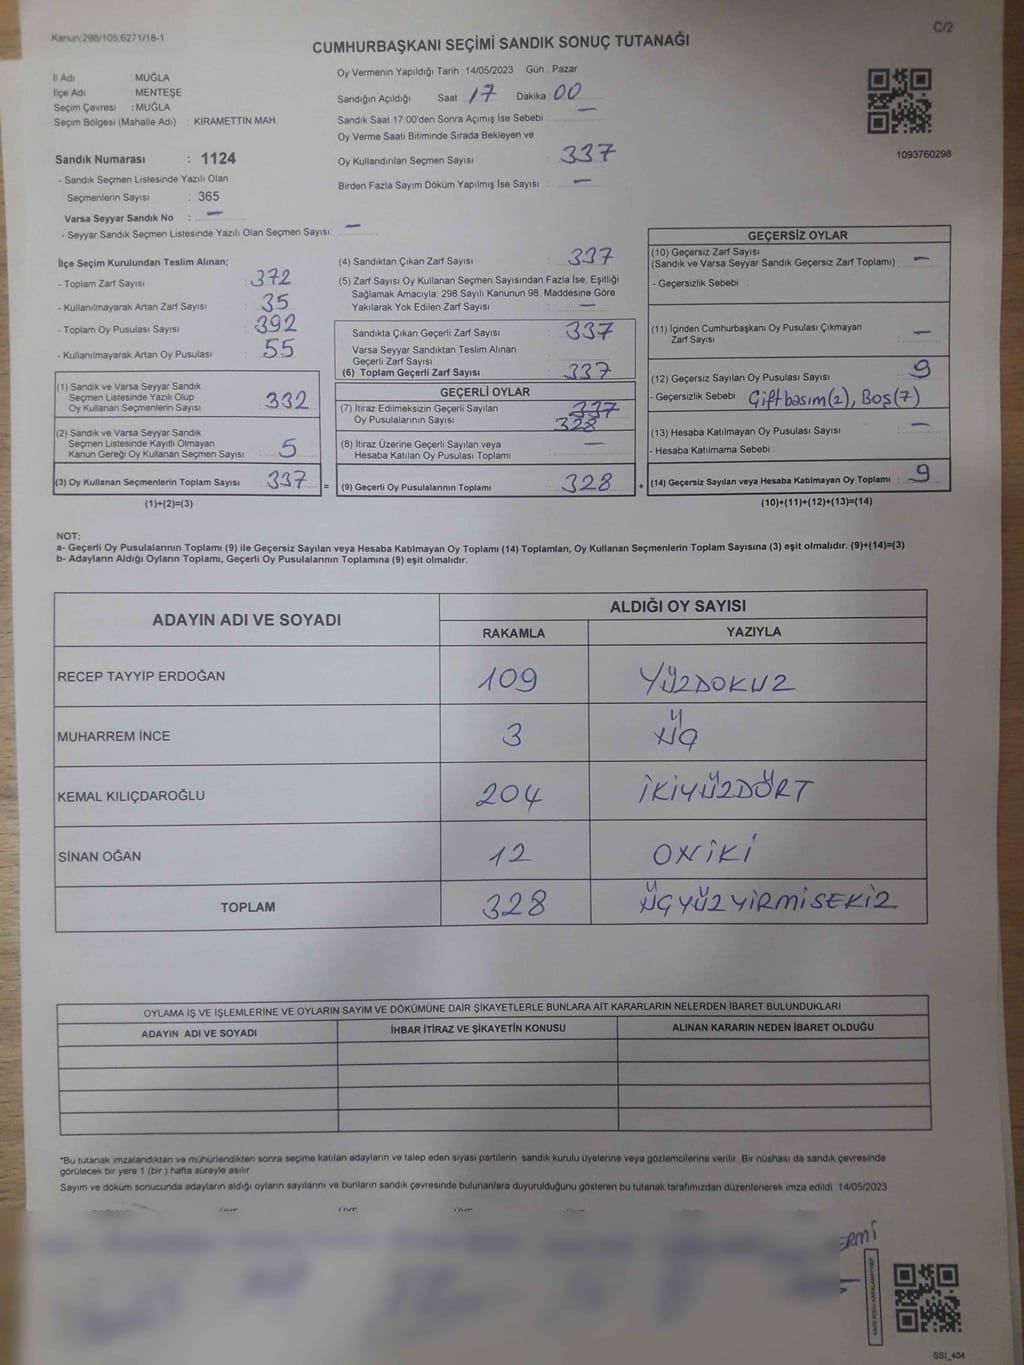 Kanun:298/105,6271/18-1
C/2
CUMHURBAŞKANI SEÇİMİ SANDIK SONUÇ TUTANAĞI
İl Adı MUĞLA
İlçe Adı MENTEŞE
Seçim Çevresi : MUĞLA
Seçim Bölgesi (Mahalle Adı) : KİRAMETTİN MAH.
Sandık Numarası : 1124
- Sandık Seçmen Listesinde Yazılı Olan
Seçmenlerin Sayısı : 365
Varsa Seyyar Sandık No : —
- Seyyar Sandık Seçmen Listesinde Yazılı Olan Seçmen Sayısı: —
Oy Vermenin Yapıldığı Tarih : 14/05/2023 Gün : Pazar
Sandığın Açıldığı Saat 17 Dakika 00
Sandık Saat 17:00'den Sonra Açımış İse Sebebi : —
Oy Verme Saati Bitiminde Sırada Bekleyen ve
Oy Kullandırılan Seçmen Sayısı : 337
Birden Fazla Sayım Döküm Yapılmış İse Sayısı : —
1093760298
İlçe Seçim Kurulundan Teslim Alınan;
- Toplam Zarf Sayısı : 372
- Kullanılmayarak Artan Zarf Sayısı : 35
- Toplam Oy Pusulası Sayısı : 392
- Kullanılmayarak Artan Oy Pusulası : 55
(1) Sandık ve Varsa Seyyar Sandık
Seçmen Listesinde Yazılı Olup
Oy Kullanan Seçmenlerin Sayısı : 332
(2) Sandık ve Varsa Seyyar Sandık
Seçmen Listesinde Kayıtlı Olmayan
Kanun Gereği Oy Kullanan Seçmen Sayısı : 5
(3) Oy Kullanan Seçmenlerin Toplam Sayısı : 337 =
(1)+(2)=(3)
(4) Sandıktan Çıkan Zarf Sayısı : 337
(5) Zarf Sayısı Oy Kullanan Seçmen Sayısından Fazla İse, Eşitliği
Sağlamak Amacıyla, 298 Sayılı Kanunun 98. Maddesine Göre
Yakılarak Yok Edilen Zarf Sayısı : —
Sandıkta Çıkan Geçerli Zarf Sayısı : 337
Varsa Seyyar Sandıktan Teslim Alınan
Geçerli Zarf Sayısı
(6) Toplam Geçerli Zarf Sayısı : 337
GEÇERLİ OYLAR
(7) İtiraz Edilmeksizin Geçerli Sayılan 337
Oy Pusulalarının Sayısı : 328
(8) İtiraz Üzerine Geçerli Sayılan veya —
Hesaba Katılan Oy Pusulası Toplamı :
(9) Geçerli Oy Pusulalarının Toplamı : 328 +
GEÇERSİZ OYLAR
(10) Geçersiz Zarf Sayısı
(Sandık ve Varsa Seyyar Sandık Geçersiz Zarf Toplamı) : —
- Geçersizlik Sebebi :
(11) İçinden Cumhurbaşkanı Oy Pusulası Çıkmayan
Zarf Sayısı : —
(12) Geçersiz Sayılan Oy Pusulası Sayısı : 9
- Geçersizlik Sebebi : Çift basım(2), Boş(7)
(13) Hesaba Katılmayan Oy Pusulası Sayısı : —
- Hesaba Katılmama Sebebi :
(14) Geçersiz Sayılan veya Hesaba Katılmayan Oy Toplamı : 9
(10)+(11)+(12)+(13)=(14)
NOT:
a- Geçerli Oy Pusulalarının Toplamı (9) ile Geçersiz Sayılan veya Hesaba Katılmayan Oy Toplamı (14) Toplamları, Oy Kullanan Seçmenlerin Toplam Sayısına (3) eşit olmalıdır. (9)+(14)=(3)
b- Adayların Aldığı Oyların Toplamı, Geçerli Oy Pusulalarının Toplamına (9) eşit olmalıdır.
ADAYIN ADI VE SOYADI ALDIĞI OY SAYISI
RAKAMLA YAZIYLA
RECEP TAYYİP ERDOĞAN 109 YÜZDOKUZ
MUHARREM İNCE 3 ÜÇ
KEMAL KILIÇDAROĞLU 204 İKİYÜZDÖRT
SİNAN OĞAN 12 ONİKİ
TOPLAM 328 ÜÇYÜZYİRMİSEKİZ
OYLAMA İŞ VE İŞLEMLERİNE VE OYLARIN SAYIM VE DÖKÜMÜNE DAİR ŞİKAYETLERLE BUNLARA AİT KARARLARIN NELERDEN İBARET BULUNDUKLARI
ADAYIN ADI VE SOYADI İHBAR İTİRAZ VE ŞİKAYETİN KONUSU ALINAN KARARIN NEDEN İBARET OLDUĞU
*Bu tutanak imzalandıktan ve mühürlendikten sonra seçime katılan adayların ve talep eden siyasi partilerin sandık kurulu üyelerine veya gözlemcilerine verilir. Bir nüshası da sandık çevresinde
görülecek bir yere 1 (bir) hafta süreyle asılır.
Sayım ve döküm sonucunda adayların aldığı oyların sayılarını ve bunların sandık çevresinde bulunanlara duyurulduğunu gösteren bu tutanak tarafımızdan düzenlenerek imza edildi. 14/05/2023
ERMİ
SSI_404